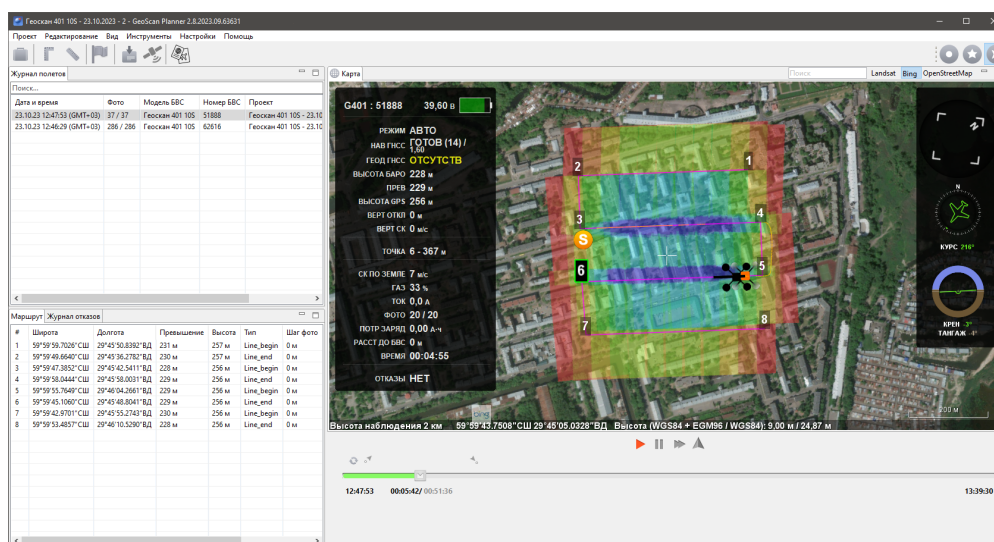 Геоскан 401 10S - 23.10.2023 - 2 - GeoScan Planner 2.8.2023.09.63631
Проект Редактирование Вид Инструменты Настройки Помощь
Журнал полетов
Поиск...
Дата и время Фото Модель БВС Номер БВС Проект
23.10.23 12:47:53 (GMT+03) 37 / 37 Геоскан 401 10S 51888 Геоскан 401 10S - 23.10
23.10.23 12:46:29 (GMT+03) 286 / 286 Геоскан 401 10S 62616 Геоскан 401 10S - 23.10
Маршрут Журнал отказов
# Широта Долгота Превышение Высота Тип Шаг фото
1 59°59'59.7026"СШ 29°45'50.8392"ВД 231 м 257 м Line_begin 0 м
2 59°59'49.6640"СШ 29°45'36.2782"ВД 230 м 257 м Line_end 0 м
3 59°59'47.3852"СШ 29°45'42.5411"ВД 228 м 256 м Line_begin 0 м
4 59°59'58.0444"СШ 29°45'58.0031"ВД 229 м 256 м Line_end 0 м
5 59°59'55.7649"СШ 29°46'04.2661"ВД 229 м 256 м Line_begin 0 м
6 59°59'45.1060"СШ 29°45'48.8041"ВД 229 м 256 м Line_end 0 м
7 59°59'42.9701"СШ 29°45'55.2743"ВД 230 м 256 м Line_begin 0 м
8 59°59'53.4857"СШ 29°46'10.5290"ВД 228 м 256 м Line_end 0 м
Карта
Поиск Landsat Bing OpenStreetMap
G401 : 51888 39,60 В
РЕЖИМ АВТО
НАВ ГНСС ГОТОВ (14) /
1,60
ГЕОД ГНСС ОТСУТСТВ
ВЫСОТА БАРО 228 м
ПРЕВ 229 м
ВЫСОТА GPS 256 м
ВЕРТ ОТКЛ 0 м
ВЕРТ СК 0 м/с
ТОЧКА 6 - 367 м
СК ПО ЗЕМЛЕ 7 м/с
ГАЗ 33 %
ТОК 0,0 А
ФОТО 20 / 20
ПОТР ЗАРЯД 0,00 А·ч
РАССТ ДО БВС 0 м
ВРЕМЯ 00:04:55
ОТКАЗЫ НЕТ
2
1
3
4
S
6
5
7
8
N
N
КУРС 216°
КРЕН -3°
ТАНГАЖ -1°
bing
200 м
Высота наблюдения 2 км 59°59'43.7508"СШ 29°45'05.0328"ВД Высота (WGS84 + EGM96 / WGS84): 9,00 м / 24,87 м
12:47:53 00:05:42/ 00:51:36 13:39:30